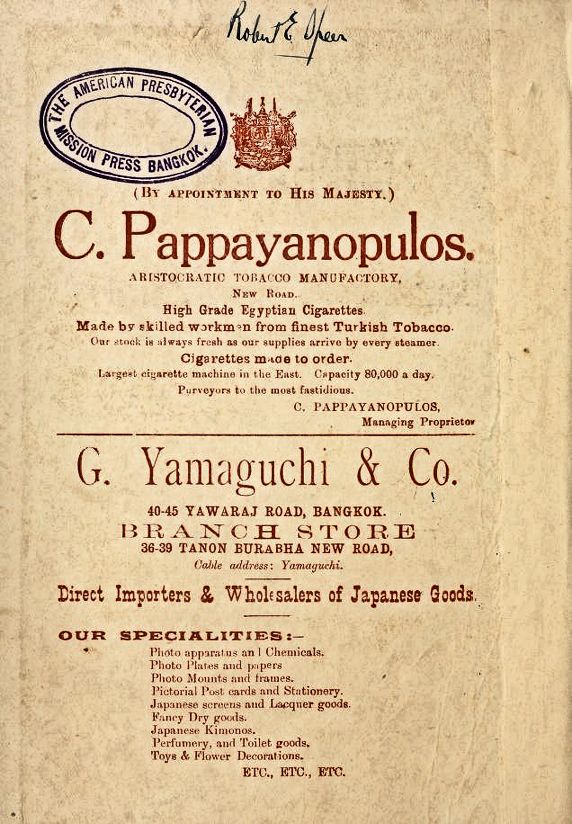 Robert E Speer
THE AMERICAN PRESBYTERIAN
MISSION PRESS BANGKOK.
(BY APPOINTMENT TO HIS MAJESTY.)
C. Pappayanopulos.
ARISTOCRATIC TOBACCO MANUFACTORY,
NEW ROAD.
High Grade Egyptian Cigarettes.
Made by skilled workmen from finest Turkish Tobacco.
Our stock is always fresh as our supplies arrive by every steamer.
Cigarettes made to order.
Largest cigarette machine in the East. Capacity 80,000 a day.
Purveyors to the most fastidious.
C. PAPPAYANOPULOS,
Managing Proprietor
G. Yamaguchi & Co.
40-45 YAWARAJ ROAD, BANGKOK.
BRANCH STORE
36-39 TANON BURABHA NEW ROAD,
Cable address: Yamaguchi.
Direct Importers & Wholesalers of Japanese Goods.
OUR SPECIALITIES:—
Photo apparatus and Chemicals.
Photo Plates and papers
Photo Mounts and frames.
Pictorial Post cards and Stationery.
Japanese screens and Lacquer goods.
Fancy Dry goods.
Japanese Kimonos.
Perfumery, and Toilet goods.
Toys & Flower Decorations.
ETC., ETC., ETC.